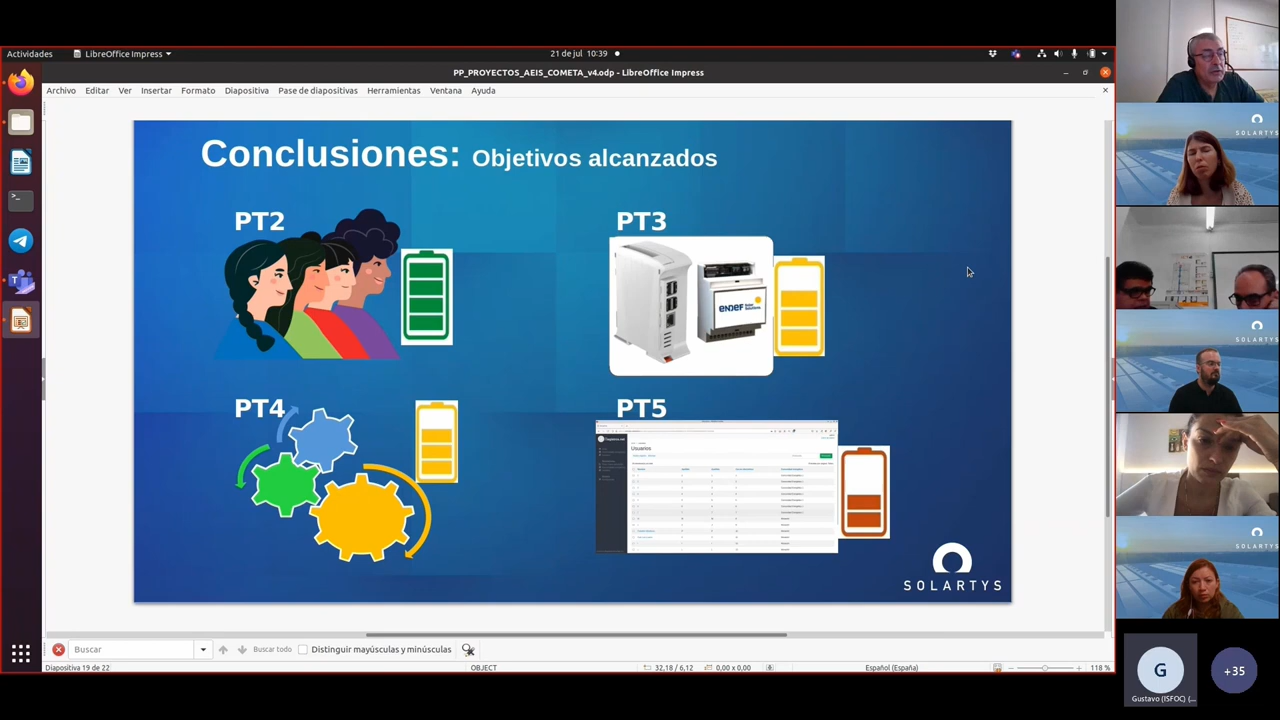 Actividades
LibreOffice Impress
21 de jul 10:39
PP_PROYECTOS_AEIS_COMETA_v4.odp - LibreOffice Impress
Archivo Editar Ver Insertar Formato Diapositiva Pase de diapositivas Herramientas Ventana Ayuda
Conclusiones: Objetivos alcanzados
PT2
PT3
ENDEF Solar Solutions
PT4
PT5
Usuarios
SOLARTYS
Buscar
Buscar todo
Distinguir mayúsculas y minúsculas
Diapositiva 19 de 22
OBJECT
32,18 / 6,12
0,00 x 0,00
Español (España)
118 %
SOLARTYS
SOLARTYS
SOLARTYS
G
Gustavo (ISFOC) (...
+35